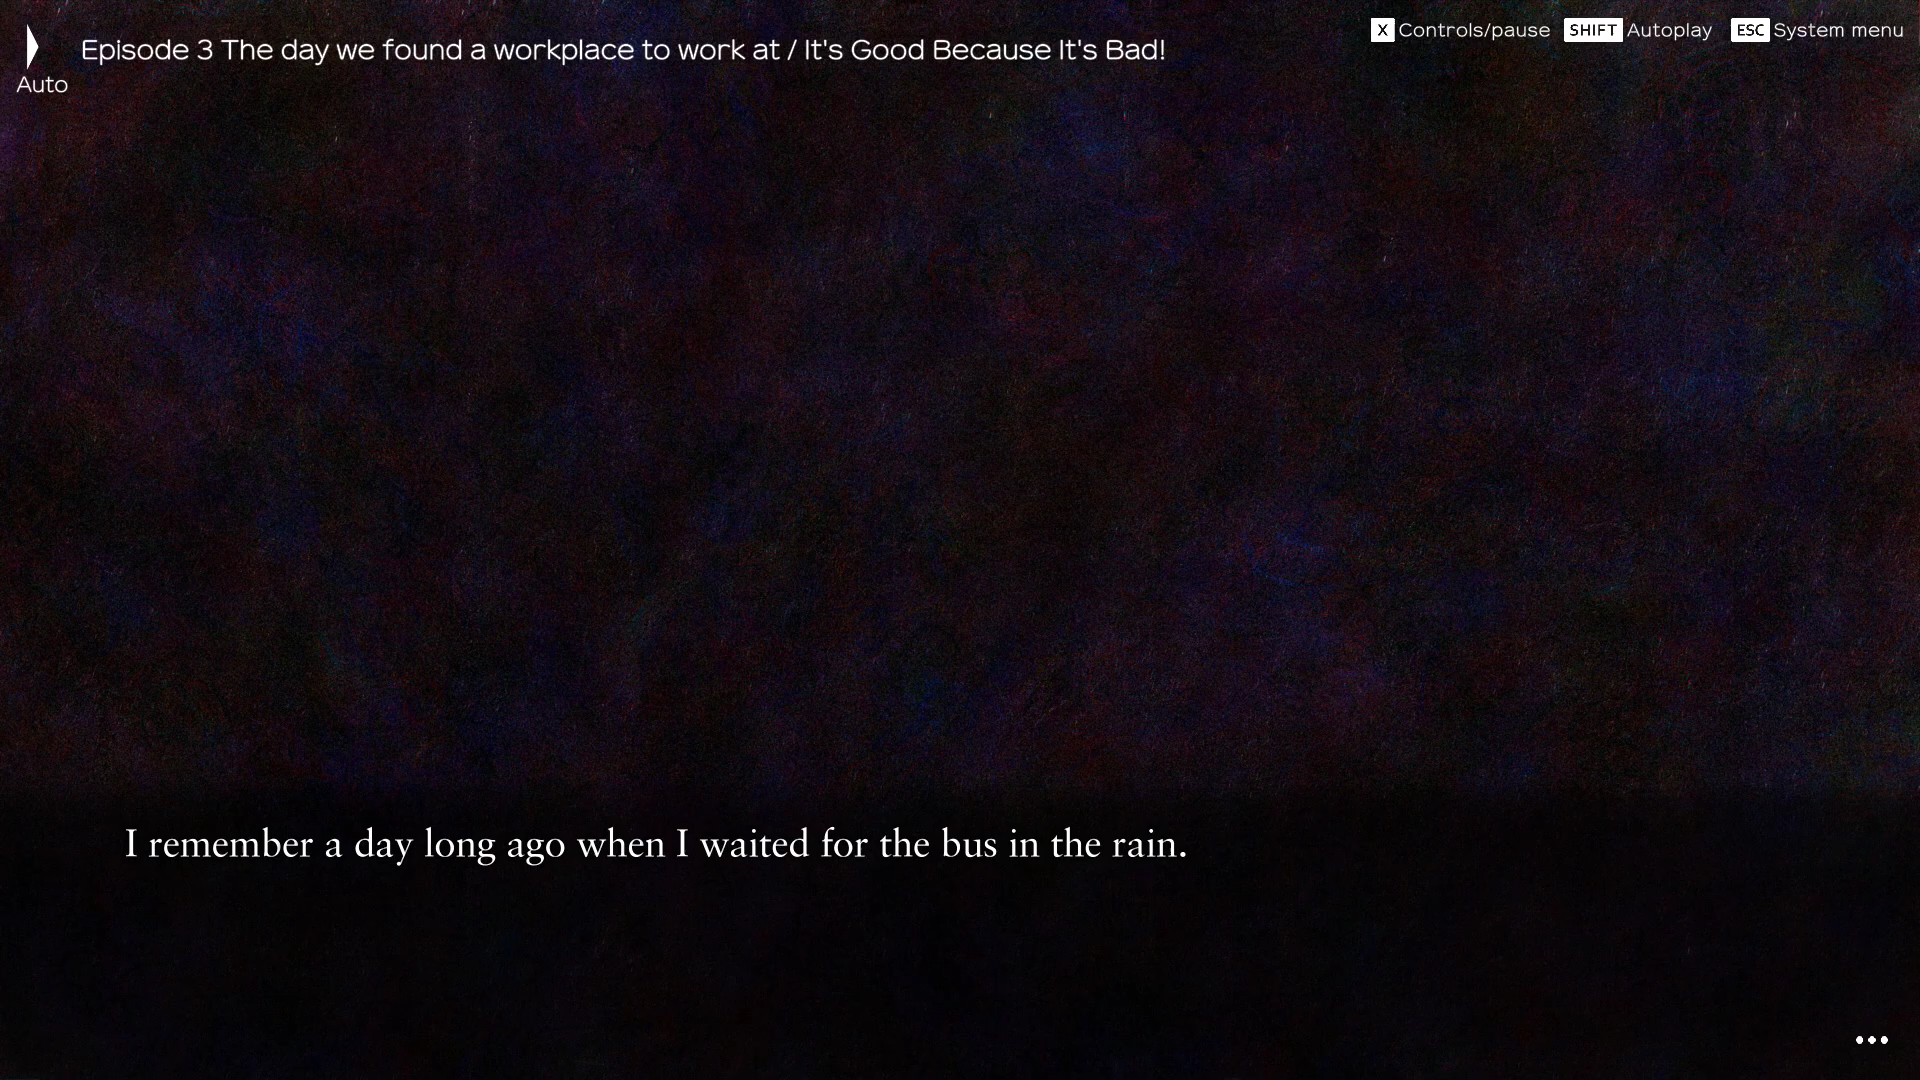 Episode 3 The day we found a workplace to work at / It's Good Because It's Bad!
X Controls/pause SHIFT Autoplay ESC System menu
Auto
I remember a day long ago when I waited for the bus in the rain.